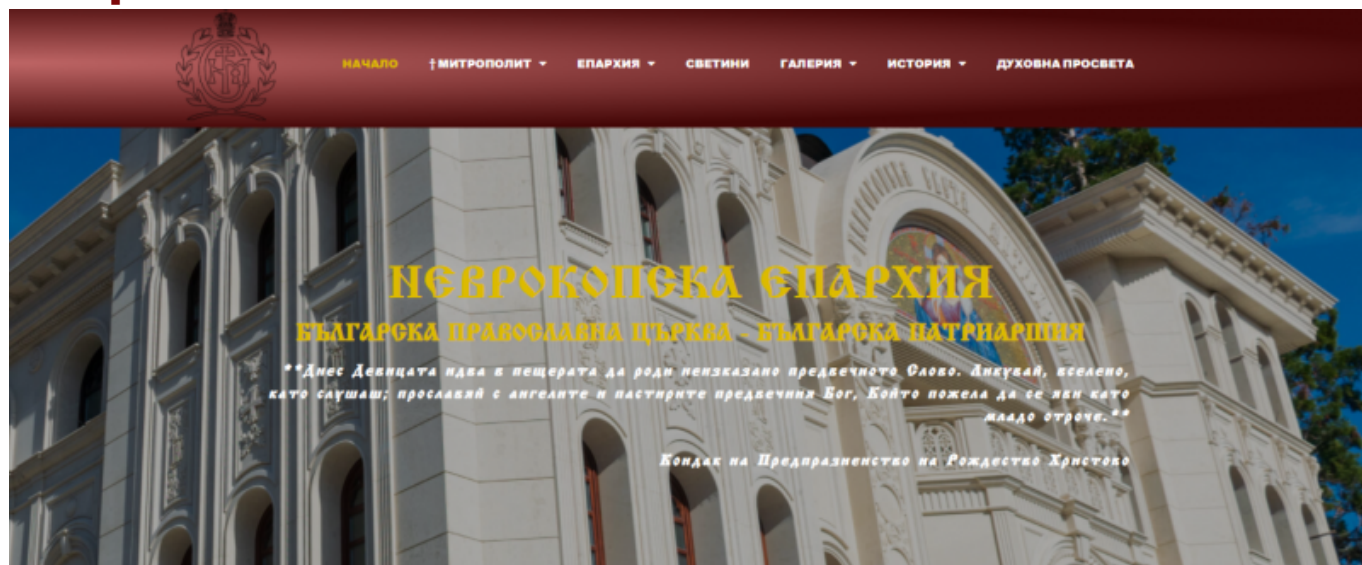 НАЧАЛО †МИТРОПОЛИТ ЕПАРХИЯ СВЕТИНИ ГАЛЕРИЯ ИСТОРИЯ ДУХОВНА ПРОСВЕТА
НЕВРОКОПСКА ЕПАРХИЯ
БЪЛГАРСКА ПРАВОСЛАВНА ЦЪРКВА - БЪЛГАРСКА ПАТРИАРШИЯ
**Днес Девицата идва в пещерата да роди неизказано предвечното Слово. Ликувай, вселено,
като слушаш; прославяй с ангелите и пастирите предвечния Бог, Който пожела да се яви като
младо отроче.**
Кондак на Предпразненство на Рождество Христово